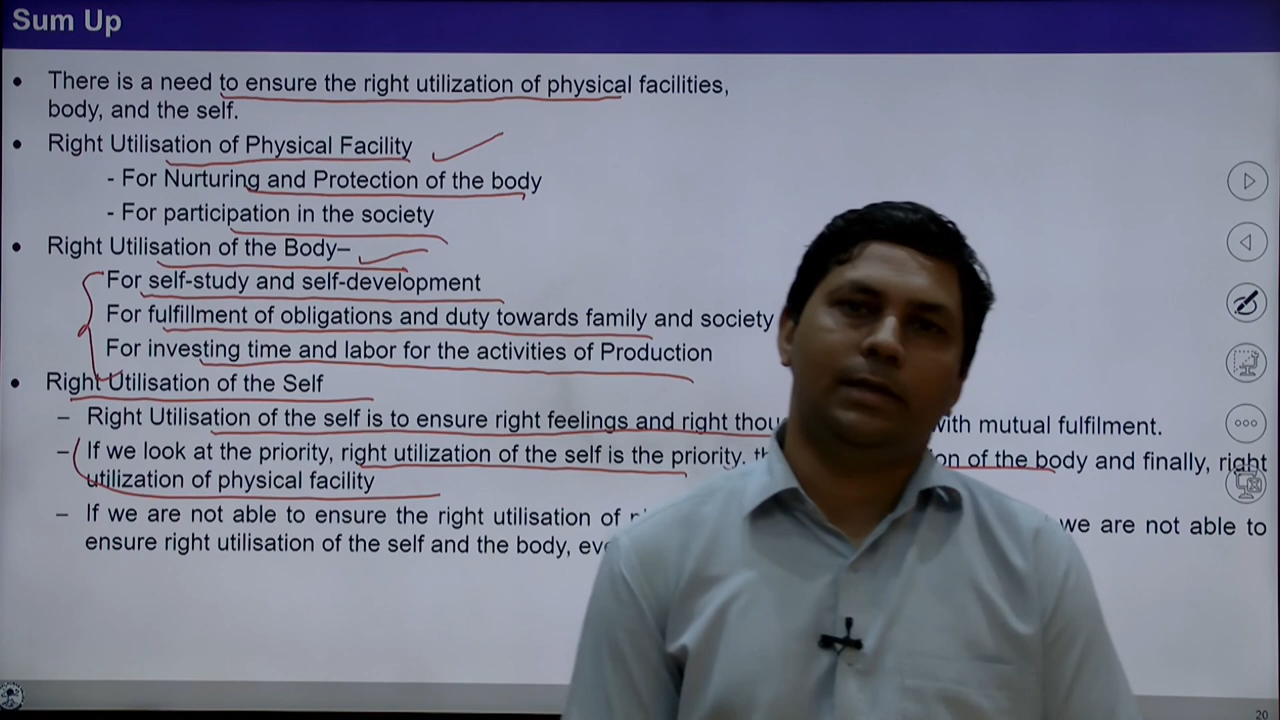 Sum Up
• There is a need to ensure the right utilization of physical facilities,
body, and the self.
• Right Utilisation of Physical Facility
- For Nurturing and Protection of the body
- For participation in the society
• Right Utilisation of the Body–
For self-study and self-development
For fulfillment of obligations and duty towards family and society
For investing time and labor for the activities of Production
• Right Utilisation of the Self
– Right Utilisation of the self is to ensure right feelings and right with mutual fulfilment.
– If we look at the priority, right utilization of the self is the priority, of the body and finally, right
utilization of physical facility
– If we are not able to ensure the right utilisation of we are not able to
ensure right utilisation of the self and the body,
20